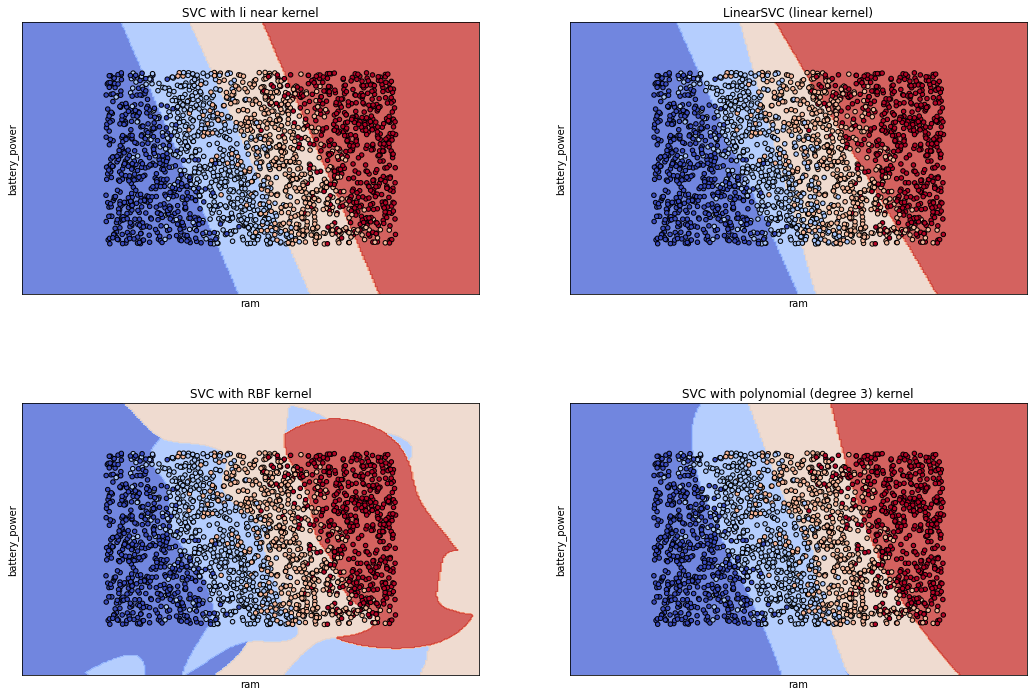 SVC with li near kernel
LinearSVC (linear kernel)
battery_power
battery_power
ram
ram
SVC with RBF kernel
SVC with polynomial (degree 3) kernel
battery_power
battery_power
ram
ram